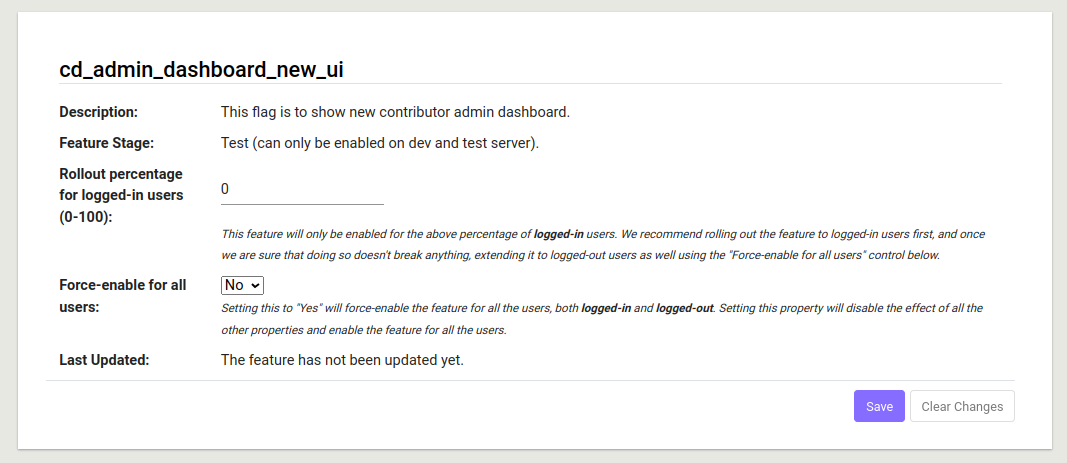 cd_admin_dashboard_new_ui
Description: This flag is to show new contributor admin dashboard.
Feature Stage: Test (can only be enabled on dev and test server).
Rollout percentage
for logged-in users
(0-100):
0
This feature will only be enabled for the above percentage of logged-in users. We recommend rolling out the feature to logged-in users first, and once
we are sure that doing so doesn't break anything, extending it to logged-out users as well using the "Force-enable for all users" control below.
Force-enable for all
users:
No
Setting this to "Yes" will force-enable the feature for all the users, both logged-in and logged-out. Setting this property will disable the effect of all the
other properties and enable the feature for all the users.
Last Updated: The feature has not been updated yet.
Save Clear Changes